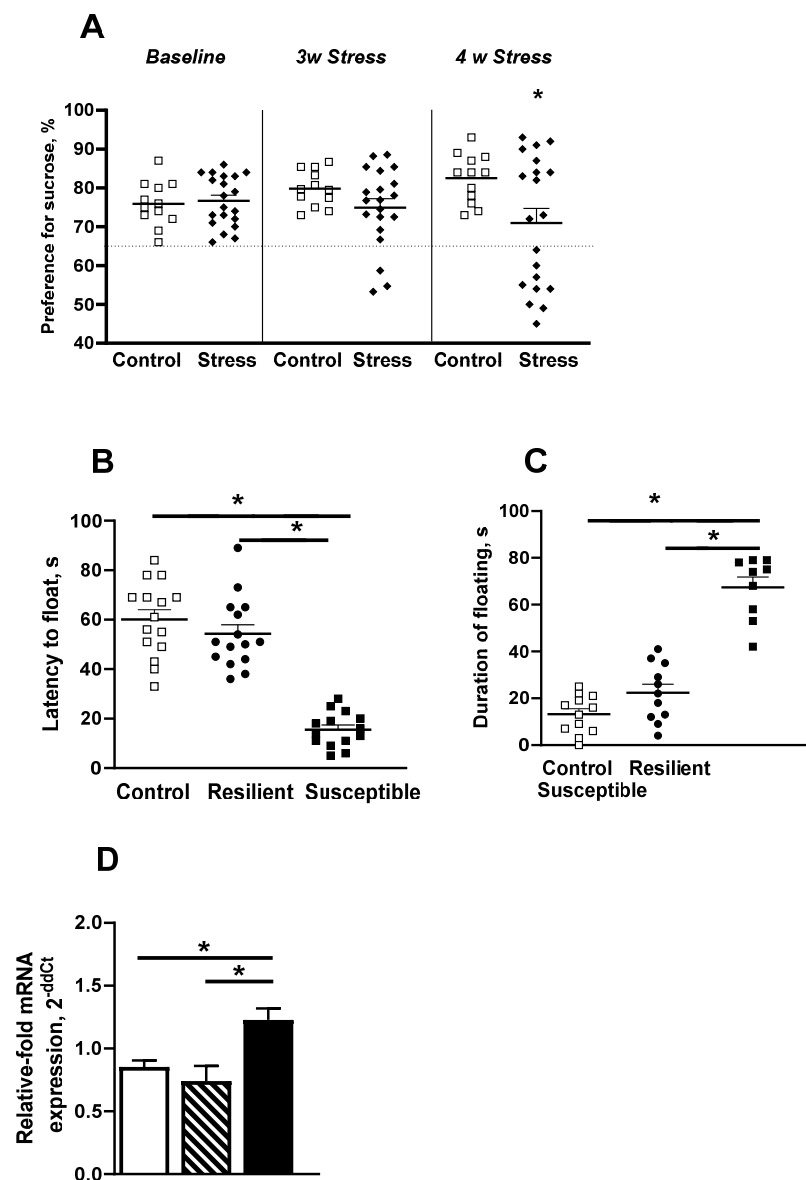 A
Baseline 3w Stress 4 w Stress
*
Preference for sucrose, %
100
90
80
70
60
50
40
Control Stress Control Stress Control Stress
B
*
*
Latency to float, s
100
80
60
40
20
0
Control Resilient Susceptible
C
*
*
Duration of floating, s
100
80
60
40
20
0
Control Resilient
Susceptible
D
*
*
Relative-fold mRNA
expression, 2-ddCt
2.0
1.5
1.0
0.5
0.0